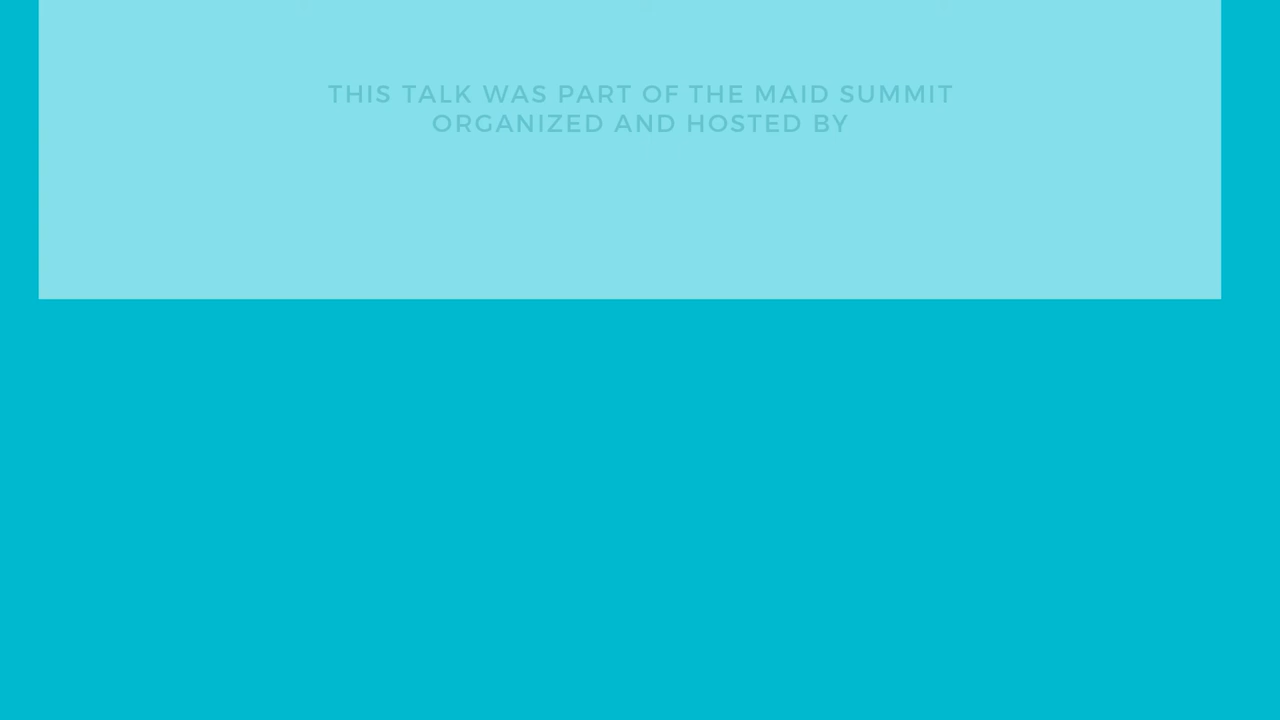 THIS TALK WAS PART OF THE MAID SUMMIT
ORGANIZED AND HOSTED BY